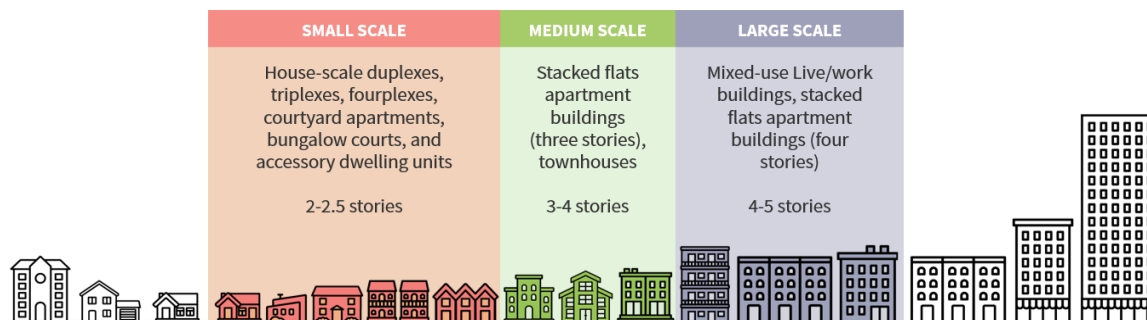 SMALL SCALE
House-scale duplexes,
triplexes, fourplexes,
courtyard apartments,
bungalow courts, and
accessory dwelling units
2-2.5 stories
MEDIUM SCALE
Stacked flats
apartment
buildings
(three stories),
townhouses
3-4 stories
LARGE SCALE
Mixed-use Live/work
buildings, stacked
flats apartment
buildings (four
stories)
4-5 stories